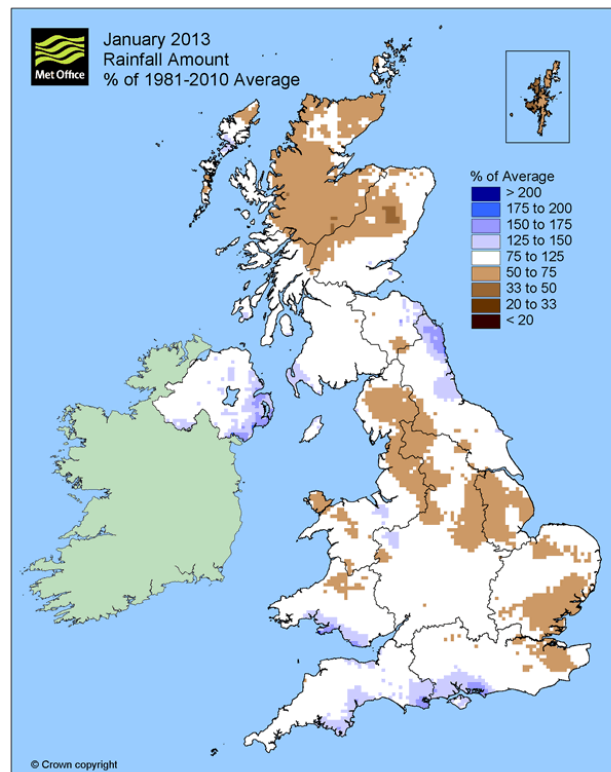 Met Office
January 2013
Rainfall Amount
% of 1981-2010 Average
% of Average
> 200
175 to 200
150 to 175
125 to 150
75 to 125
50 to 75
33 to 50
20 to 33
< 20
© Crown copyright